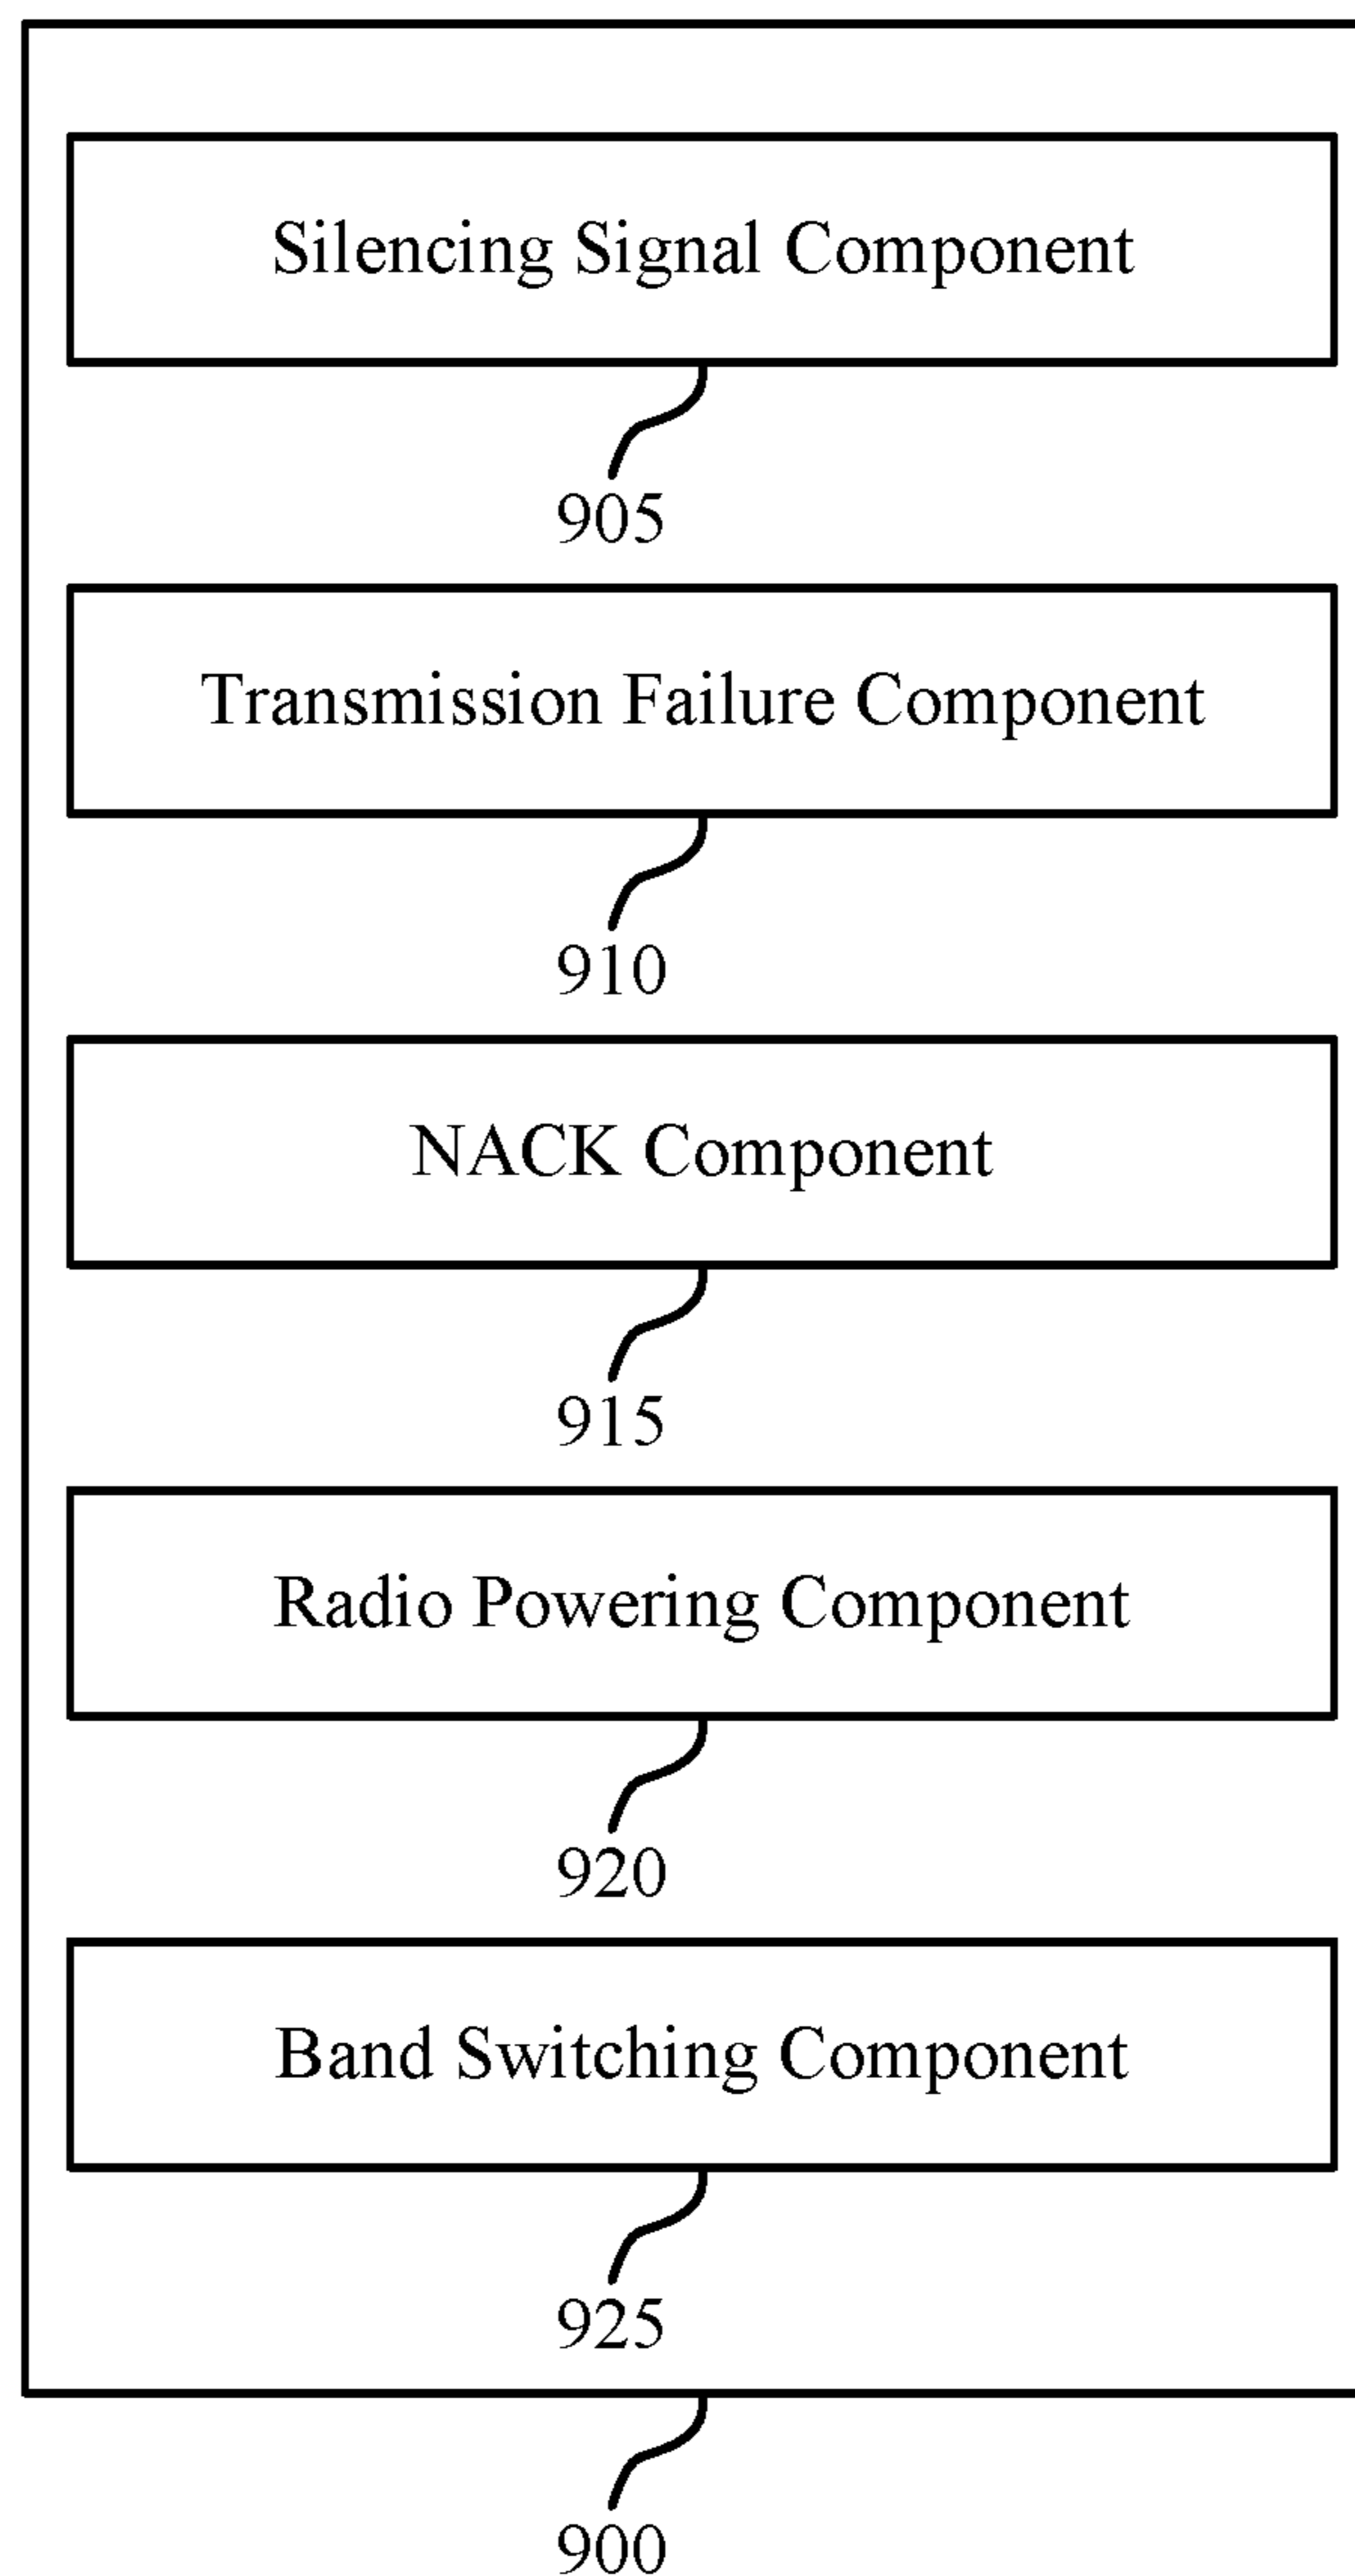 Silencing Signal Component
905
Transmission Failure Component
910
NACK Component
915
Radio Powering Component
920
Band Switching Component
925
900